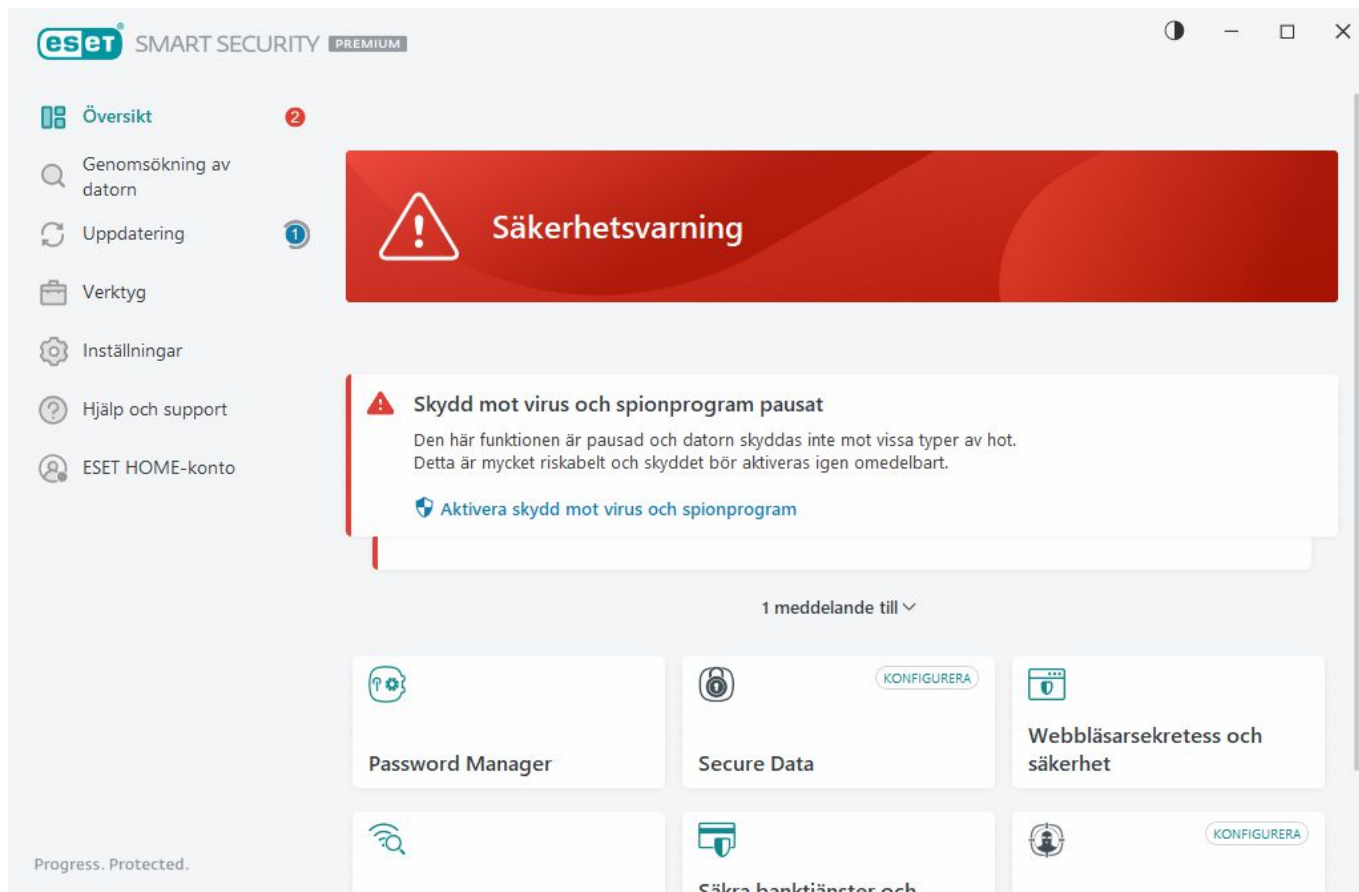 eset® SMART SECURITY PREMIUM
Översikt
2
Genomsökning av
datorn
Uppdatering
1
Verktyg
Inställningar
Hjälp och support
ESET HOME-konto
Säkerhetsvarning
Skydd mot virus och spionprogram pausat
Den här funktionen är pausad och datorn skyddas inte mot vissa typer av hot.
Detta är mycket riskabelt och skyddet bör aktiveras igen omedelbart.
Aktivera skydd mot virus och spionprogram
1 meddelande till
Password Manager
KONFIGURERA
Secure Data
Webbläsarsekretess och
säkerhet
Säkra banktjänster och
KONFIGURERA
Progress. Protected.